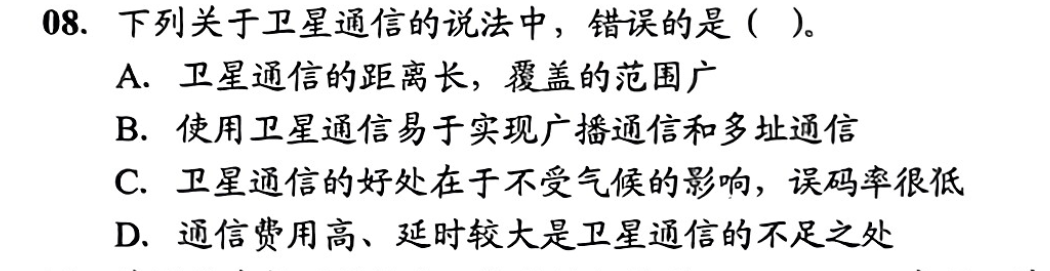 08. 下列关于卫星通信的说法中，错误的是（ ）。
A. 卫星通信的距离长，覆盖的范围广
B. 使用卫星通信易于实现广播通信和多址通信
C. 卫星通信的好处在于不受气候的影响，误码率很低
D. 通信费用高、延时较大是卫星通信的不足之处